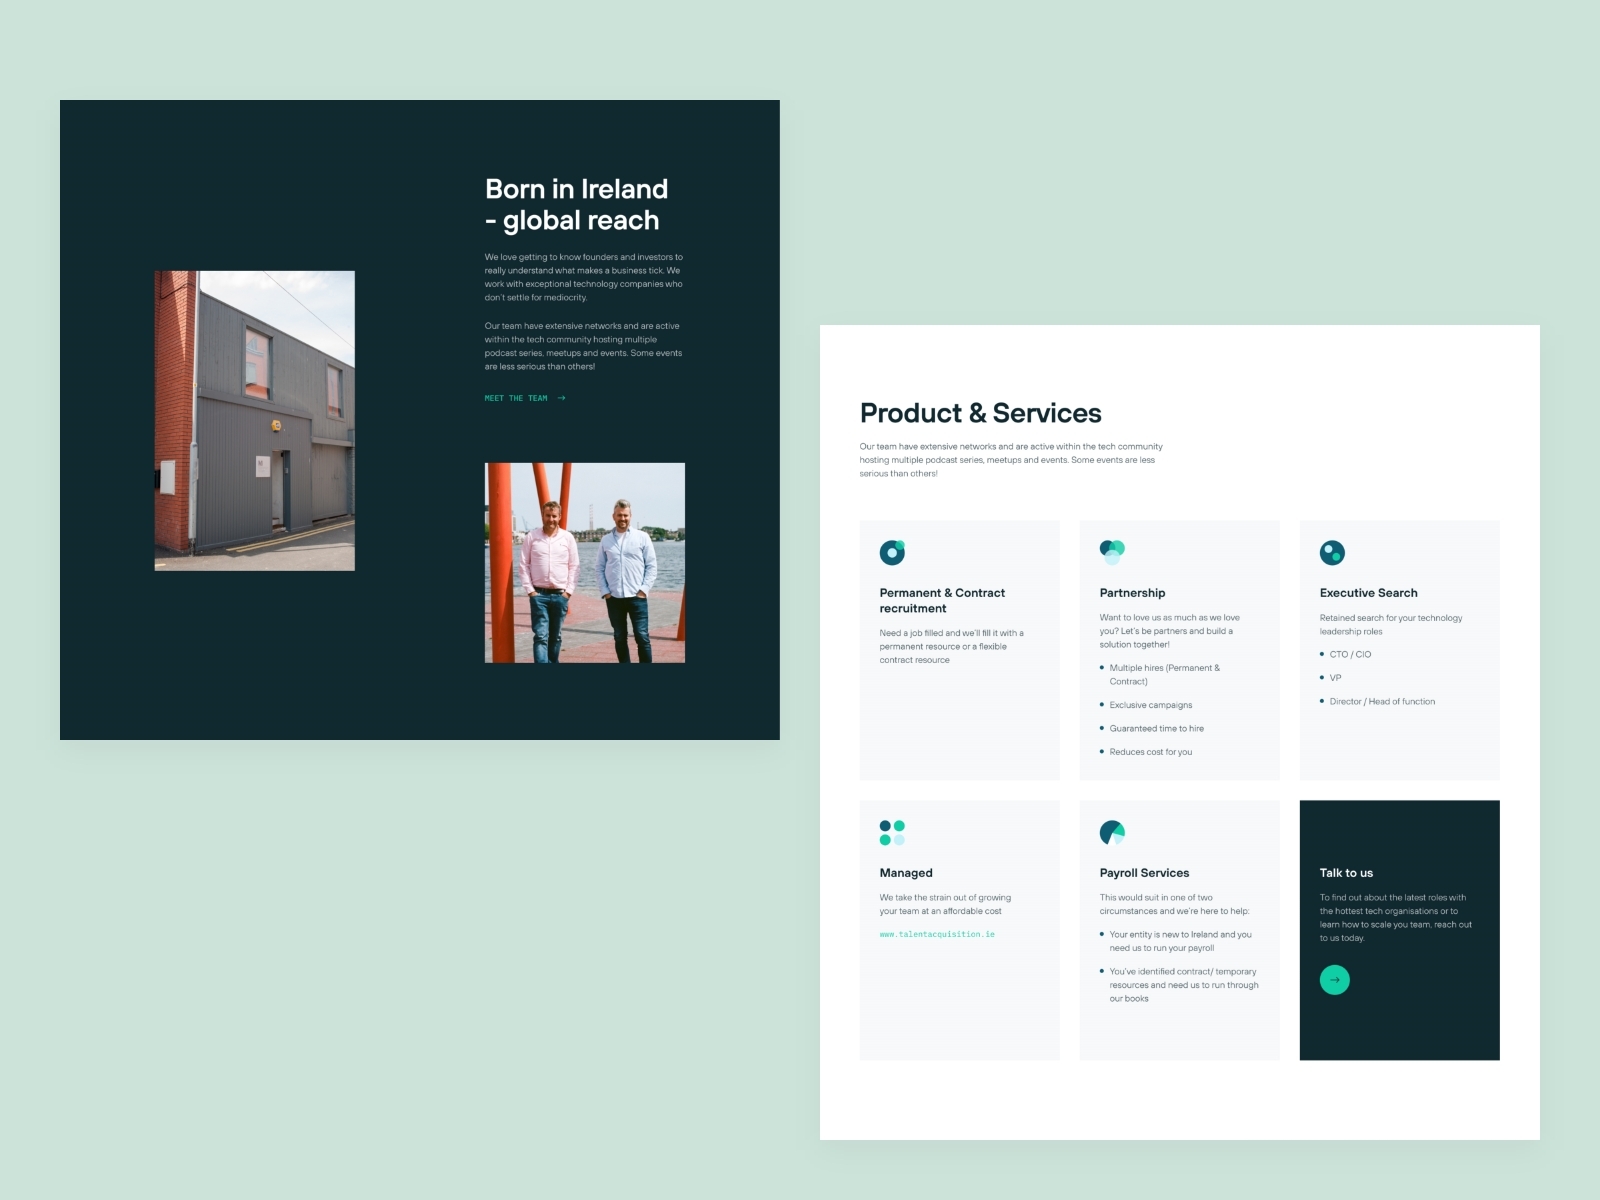 Born in Ireland
- global reach
We love getting to know founders and investors to
really understand what makes a business tick. We
work with exceptional technology companies who
don't settle for mediocrity.
Our team have extensive networks and are active
within the tech community hosting multiple
podcast series, meetups and events. Some events
are less serious than others!
MEET THE TEAM →
Product & Services
Our team have extensive networks and are active within the tech community
hosting multiple podcast series, meetups and events. Some events are less
serious than others!
Permanent & Contract
recruitment
Need a job filled and we'll fill it with a
permanent resource or a flexible
contract resource
Partnership
Want to love us as much as we love
you? Let's be partners and build a
solution together!
• Multiple hires (Permanent &
Contract)
• Exclusive campaigns
• Guaranteed time to hire
• Reduces cost for you
Executive Search
Retained search for your technology
leadership roles
• CTO / CIO
• VP
• Director / Head of function
Managed
We take the strain out of growing
your team at an affordable cost
www.talentacquisition.ie
Payroll Services
This would suit in one of two
circumstances and we're here to help:
• Your entity is new to Ireland and you
need us to run your payroll
• You've identified contract/ temporary
resources and need us to run through
our books
Talk to us
To find out about the latest roles with
the hottest tech organisations or to
learn how to scale you team, reach out
to us today.
→